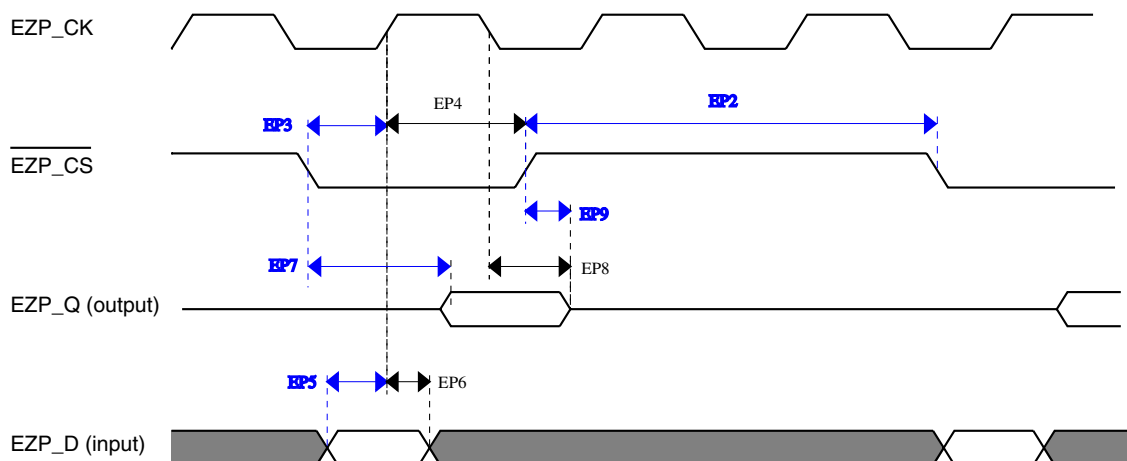 EZP_CK
EP4
EP2
EP3
EZP_CS
EP9
EP7
EP8
EZP_Q (output)
EP5
EP6
EZP_D (input)